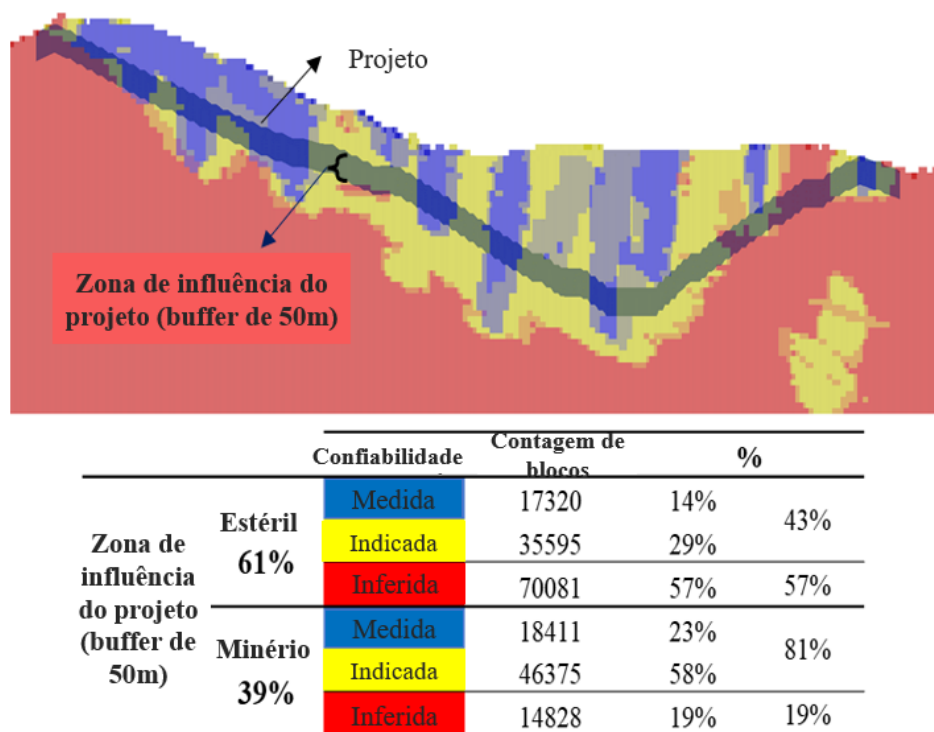 Projeto
Zona de influência do
projeto (buffer de 50m)
Confiabilidade
Contagem de
blocos
%
Zona de
influência
do projeto
(buffer de
50m)
Estéril
61%
Medida 17320 14%
43%
Indicada 35595 29%
Inferida 70081 57% 57%
Minério
39%
Medida 18411 23%
81%
Indicada 46375 58%
Inferida 14828 19% 19%